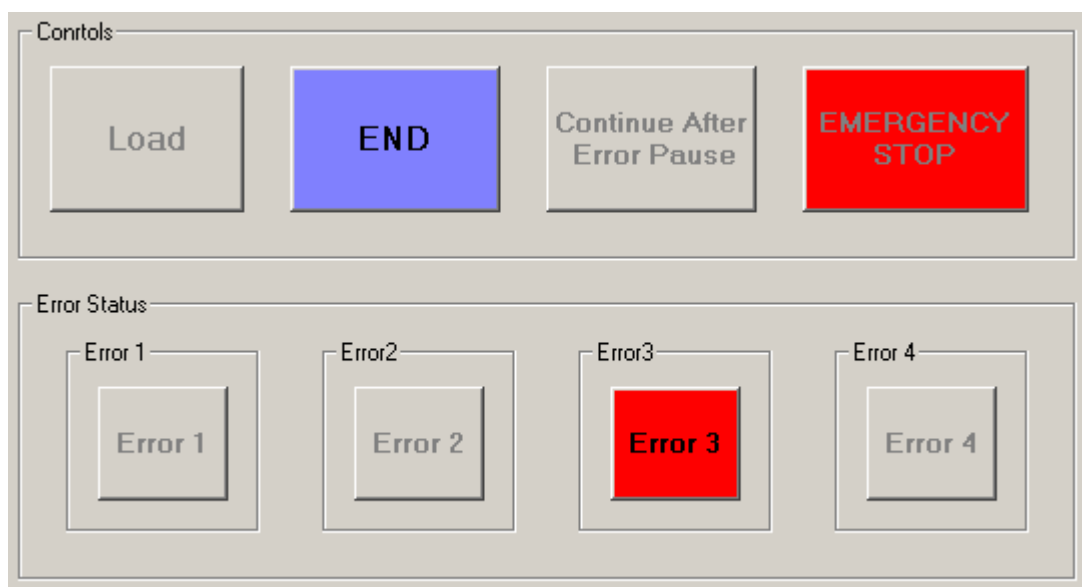 Conrtols
Load
END
Continue After
Error Pause
EMERGENCY
STOP
Error Status
Error 1
Error2
Error3
Error 4
Error 1
Error 2
Error 3
Error 4